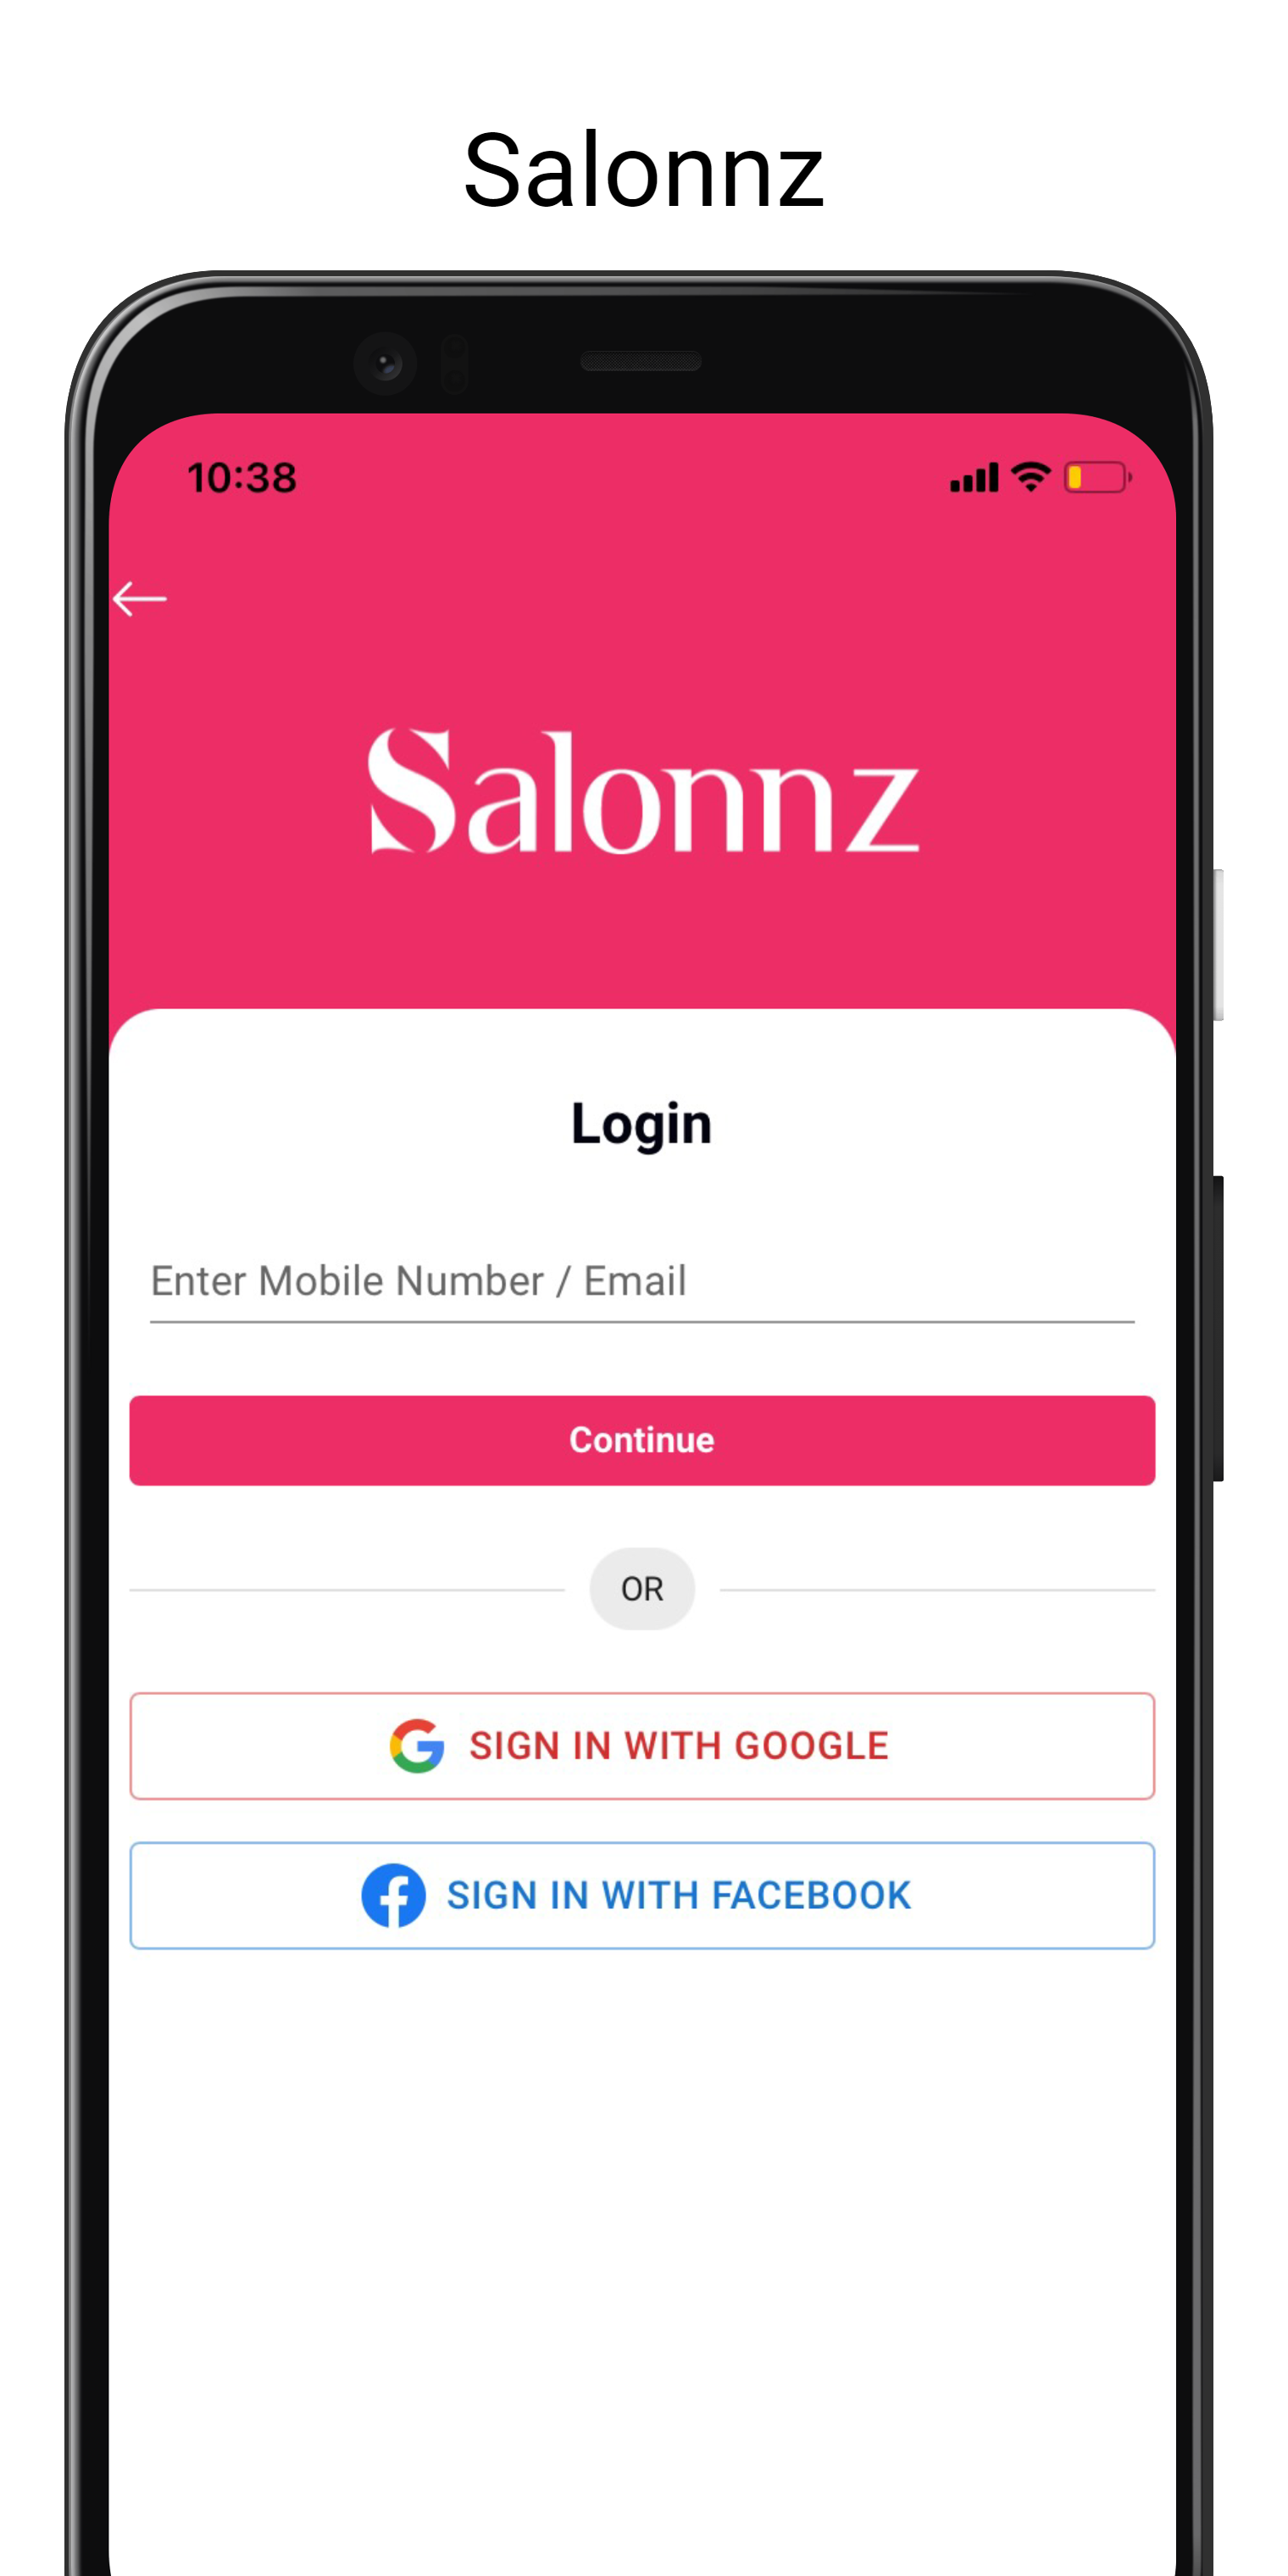 Salonnz
10:38
Salonnz
Login
Enter Mobile Number / Email
Continue
OR
SIGN IN WITH GOOGLE
SIGN IN WITH FACEBOOK